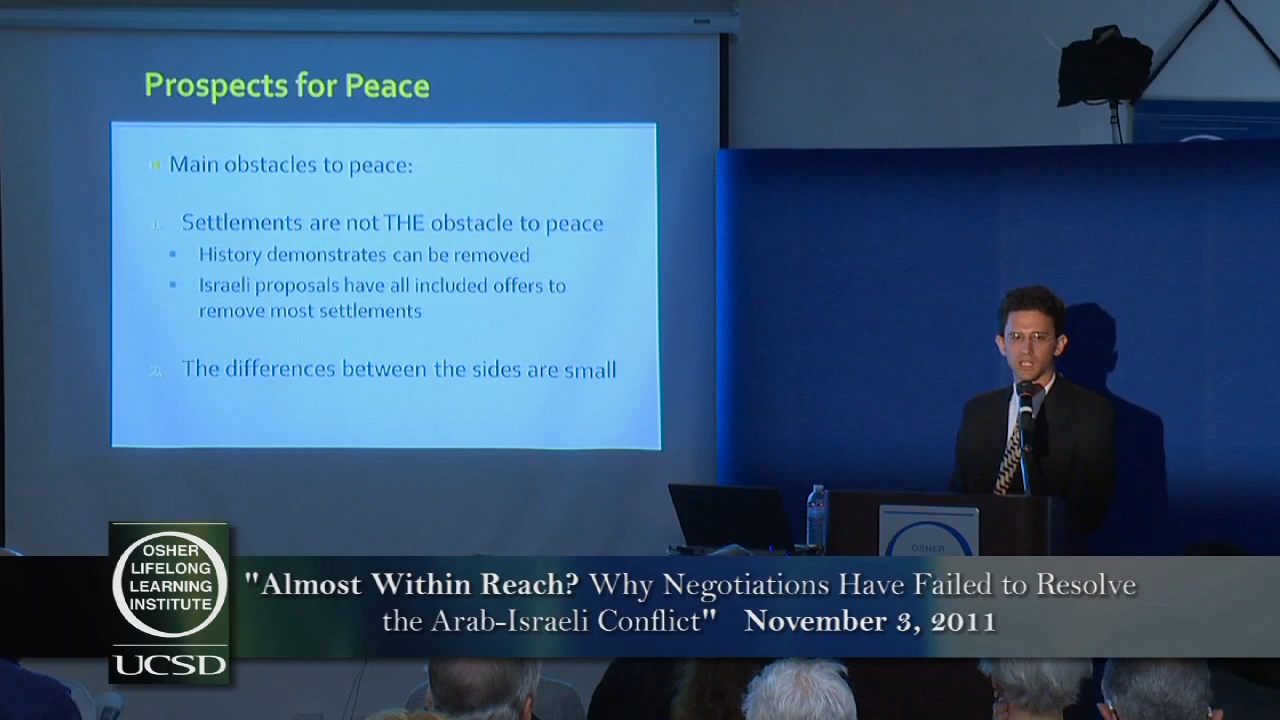 Prospects for Peace
Main obstacles to peace:
1. Settlements are not THE obstacle to peace
History demonstrates can be removed
Israeli proposals have all included offers to
remove most settlements
2. The differences between the sides are small
OSHER
OSHER
LIFELONG
LEARNING
INSTITUTE
UCSD
"Almost Within Reach? Why Negotiations Have Failed to Resolve
the Arab-Israeli Conflict" November 3, 2011